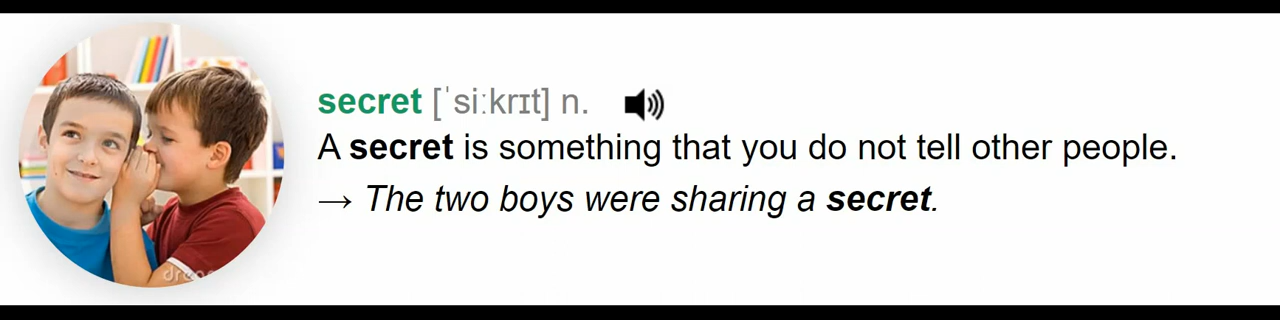 secret [ˈsiːkrɪt] n.
A secret is something that you do not tell other people.
→ The two boys were sharing a secret.